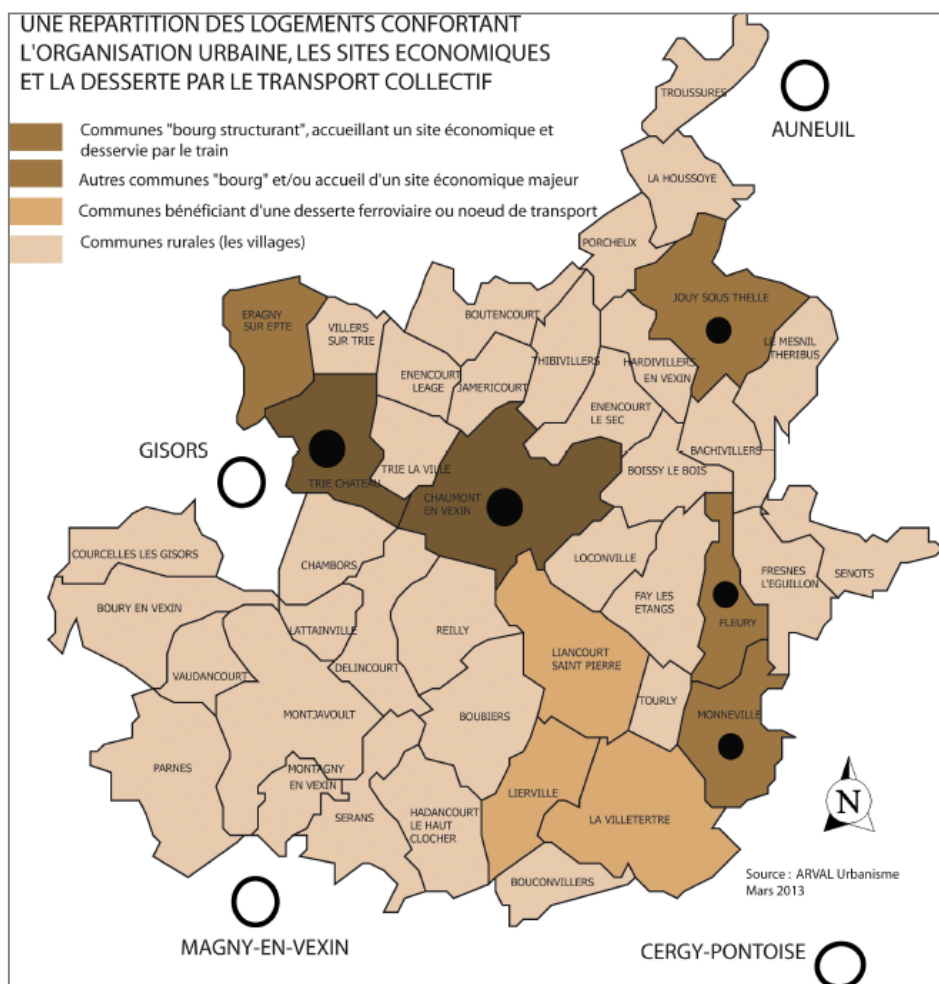 UNE REPARTITION DES LOGEMENTS CONFORTANT
L'ORGANISATION URBAINE, LES SITES ECONOMIQUES
ET LA DESSERTE PAR LE TRANSPORT COLLECTIF
Communes "bourg structurant", accueillant un site économique et
desservie par le train
Autres communes "bourg" et/ou accueil d'un site économique majeur
Communes bénéficiant d'une desserte ferroviaire ou noeud de transport
Communes rurales (les villages)
TROUSSURES
AUNEUIL
LA HOUSSOYE
PORCHEUX
JOUY SOUS THELLE
ERAGNY
SUR EPTE
VILLERS
SUR TRIE
BOUTENCOURT
LE MESNIL
THERIBUS
THIBIVILLERS
HARDIVILLERS
EN VEXIN
ENENCOURT
LEAGE
JAMERICOURT
ENENCOURT
LE SEC
GISORS
TRIE LA VILLE
BACHIVILLERS
BOISSY LE BOIS
TRIE CHATEAU
CHAUMONT
EN VEXIN
COURCELLES LES GISORS
CHAMBORS
LOCONVILLE
FRESNES
L'EGUILLON
SENOTS
BOURY EN VEXIN
FAY LES
ETANGS
FLEURY
LATTAINVILLE
REILLY
LIANCOURT
SAINT PIERRE
VAUDANCOURT
DELINCOURT
TOURLY
MONTJAVOULT
BOUBIERS
MONNEVILLE
PARNES
MONTAGNY
EN VEXIN
LIERVILLE
SERANS
HADANCOURT
LE HAUT
CLOCHER
LA VILLETERTRE
N
BOUCONVILLERS
Source : ARVAL Urbanisme
Mars 2013
MAGNY-EN-VEXIN
CERGY-PONTOISE